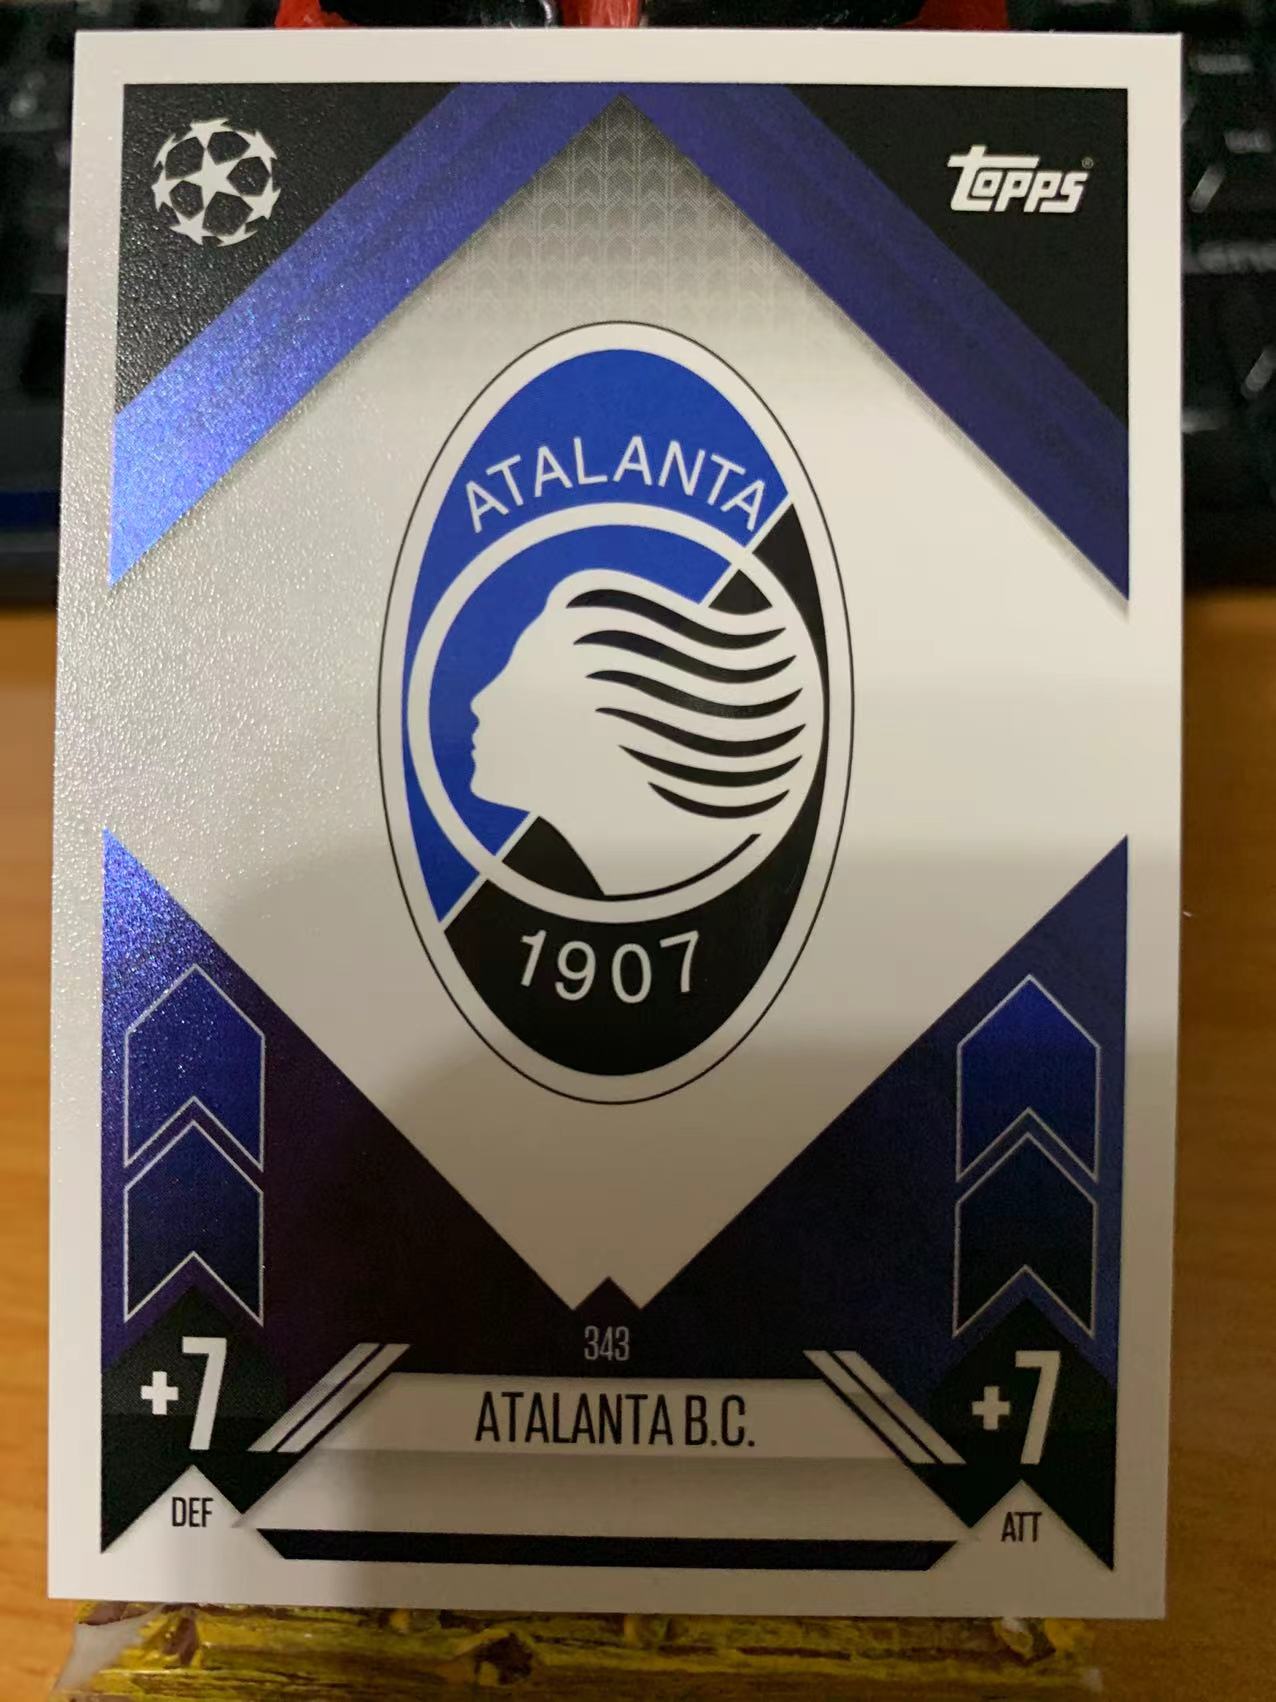 TOPPS®
ATALANTA
1907
343
ATALANTA B.C.
+7
+7
DEF
ATT